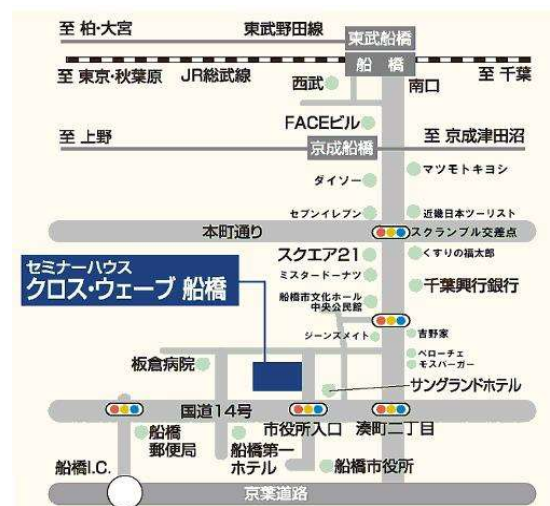 至 柏・大宮
東武野田線
東武船橋
船橋
至 東京・秋葉原
JR総武線
西武
南口
至 千葉
FACEビル
至 上野
京成船橋
至 京成津田沼
マツモトキヨシ
ダイソー
セブンイレブン
近畿日本ツーリスト
本町通り
スクランブル交差点
スクエア21
くすりの福太郎
セミナーハウス
クロス・ウェーブ 船橋
ミスタードーナツ
千葉興行銀行
船橋市文化ホール
中央公民館
ジーンズメイト
吉野家
ベローチェ
モスバーガー
板倉病院
サングランドホテル
国道14号
市役所入口
湊町二丁目
船橋
郵便局
船橋第一
ホテル
船橋市役所
船橋I.C.
京葉道路